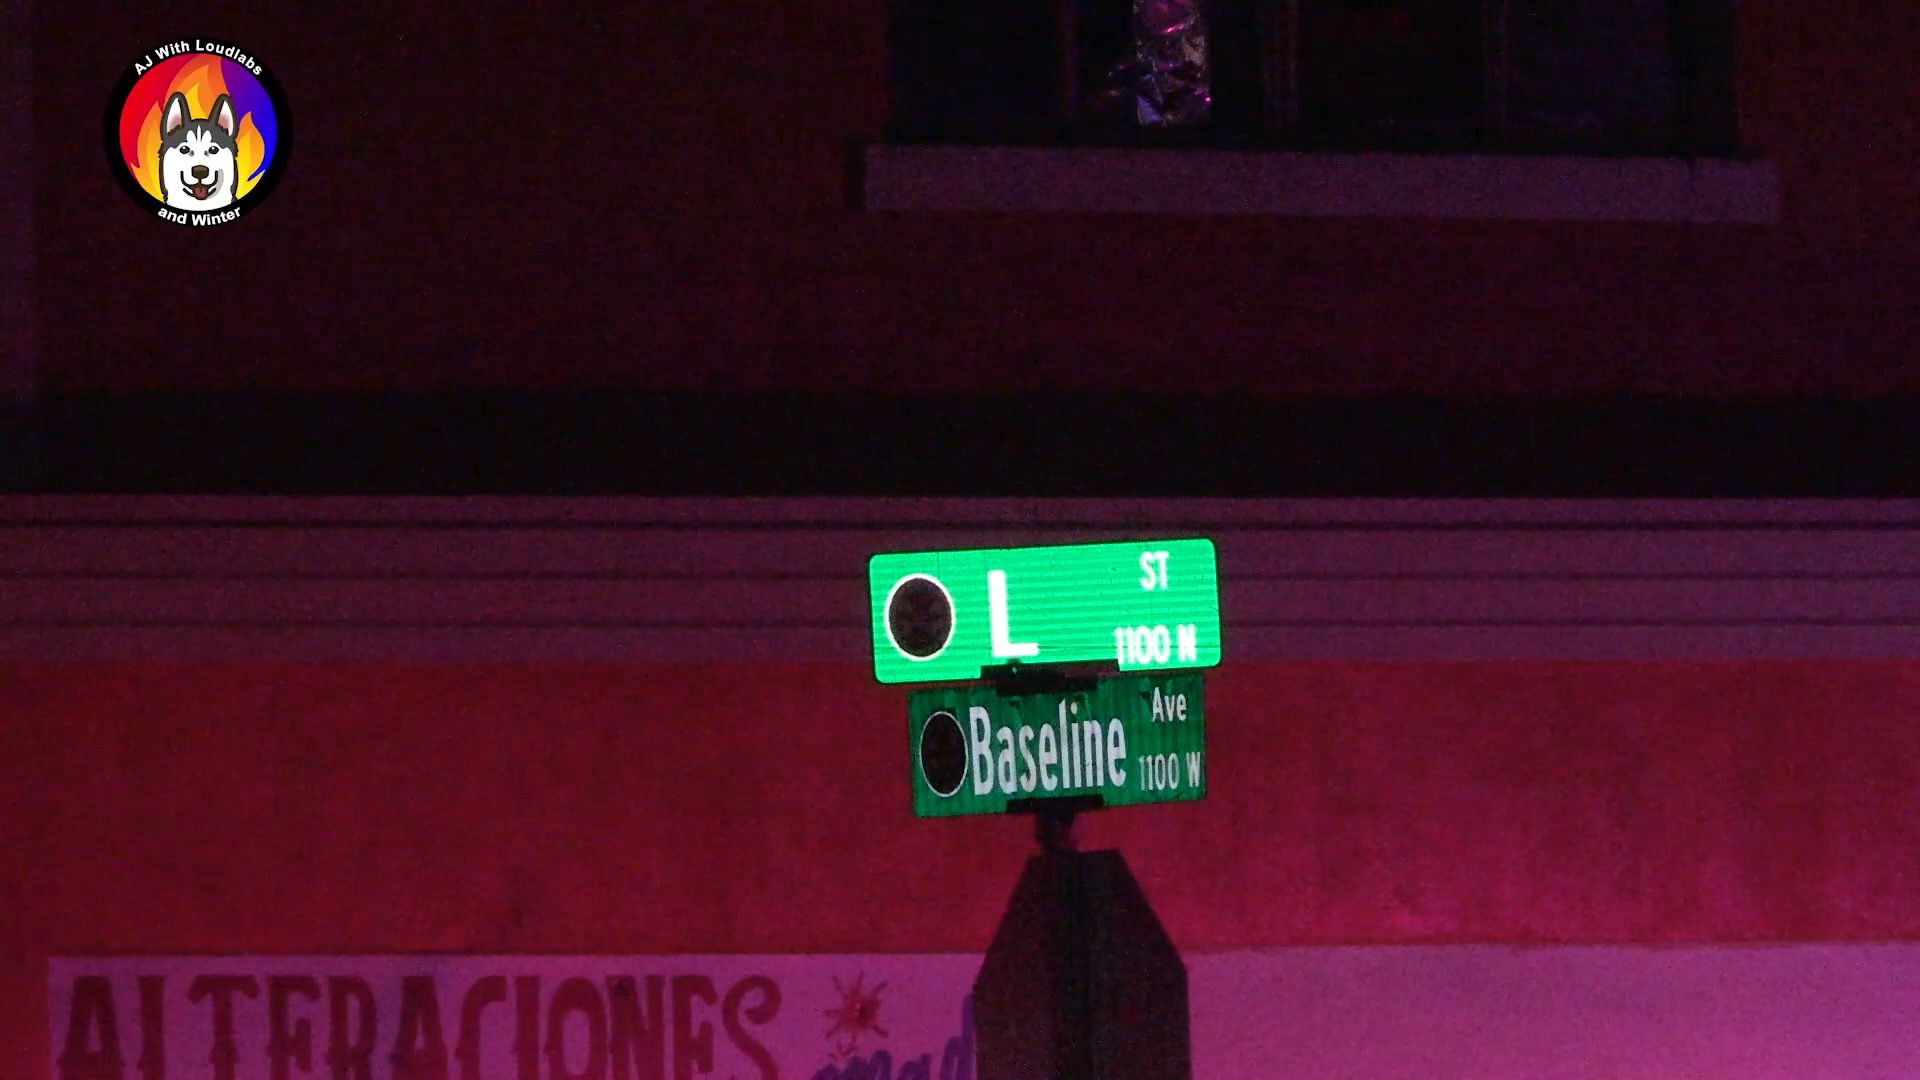 AJ With Loudlabs
and Winter
L ST
1100 N
Baseline Ave
1100 W
ALTERACIONES